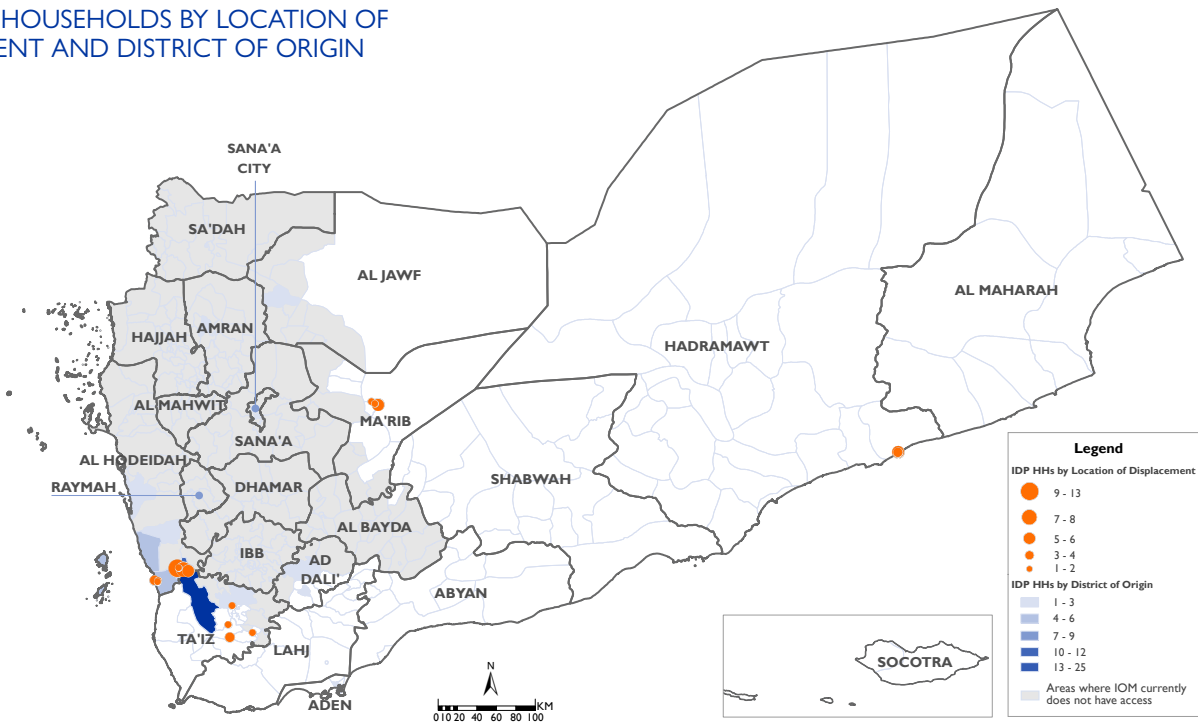 HOUSEHOLDS BY LOCATION OF
ENT AND DISTRICT OF ORIGIN
SANA'A
CITY
SA'DAH
AL JAWF
AL MAHARAH
HAJJAH
AMRAN
HADRAMAWT
AL MAHWIT
MA'RIB
SANA'A
AL HODEIDAH
SHABWAH
RAYMAH
DHAMAR
AL BAYDA
IBB
AD
DALI'
ABYAN
TA'IZ
LAHJ
ADEN
SOCOTRA
N
0 10 20 40 60 80 100
KM
Legend
IDP HHs by Location of Displacement
9 - 13
7 - 8
5 - 6
3 - 4
1 - 2
IDP HHs by District of Origin
1 - 3
4 - 6
7 - 9
10 - 12
13 - 25
Areas where IOM currently
does not have access